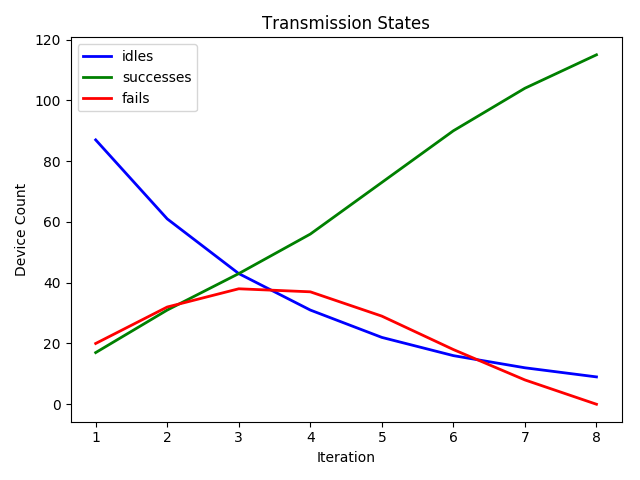 Transmission States
120
100
80
60
40
20
0
Device Count
idles
successes
fails
1 2 3 4 5 6 7 8
Iteration